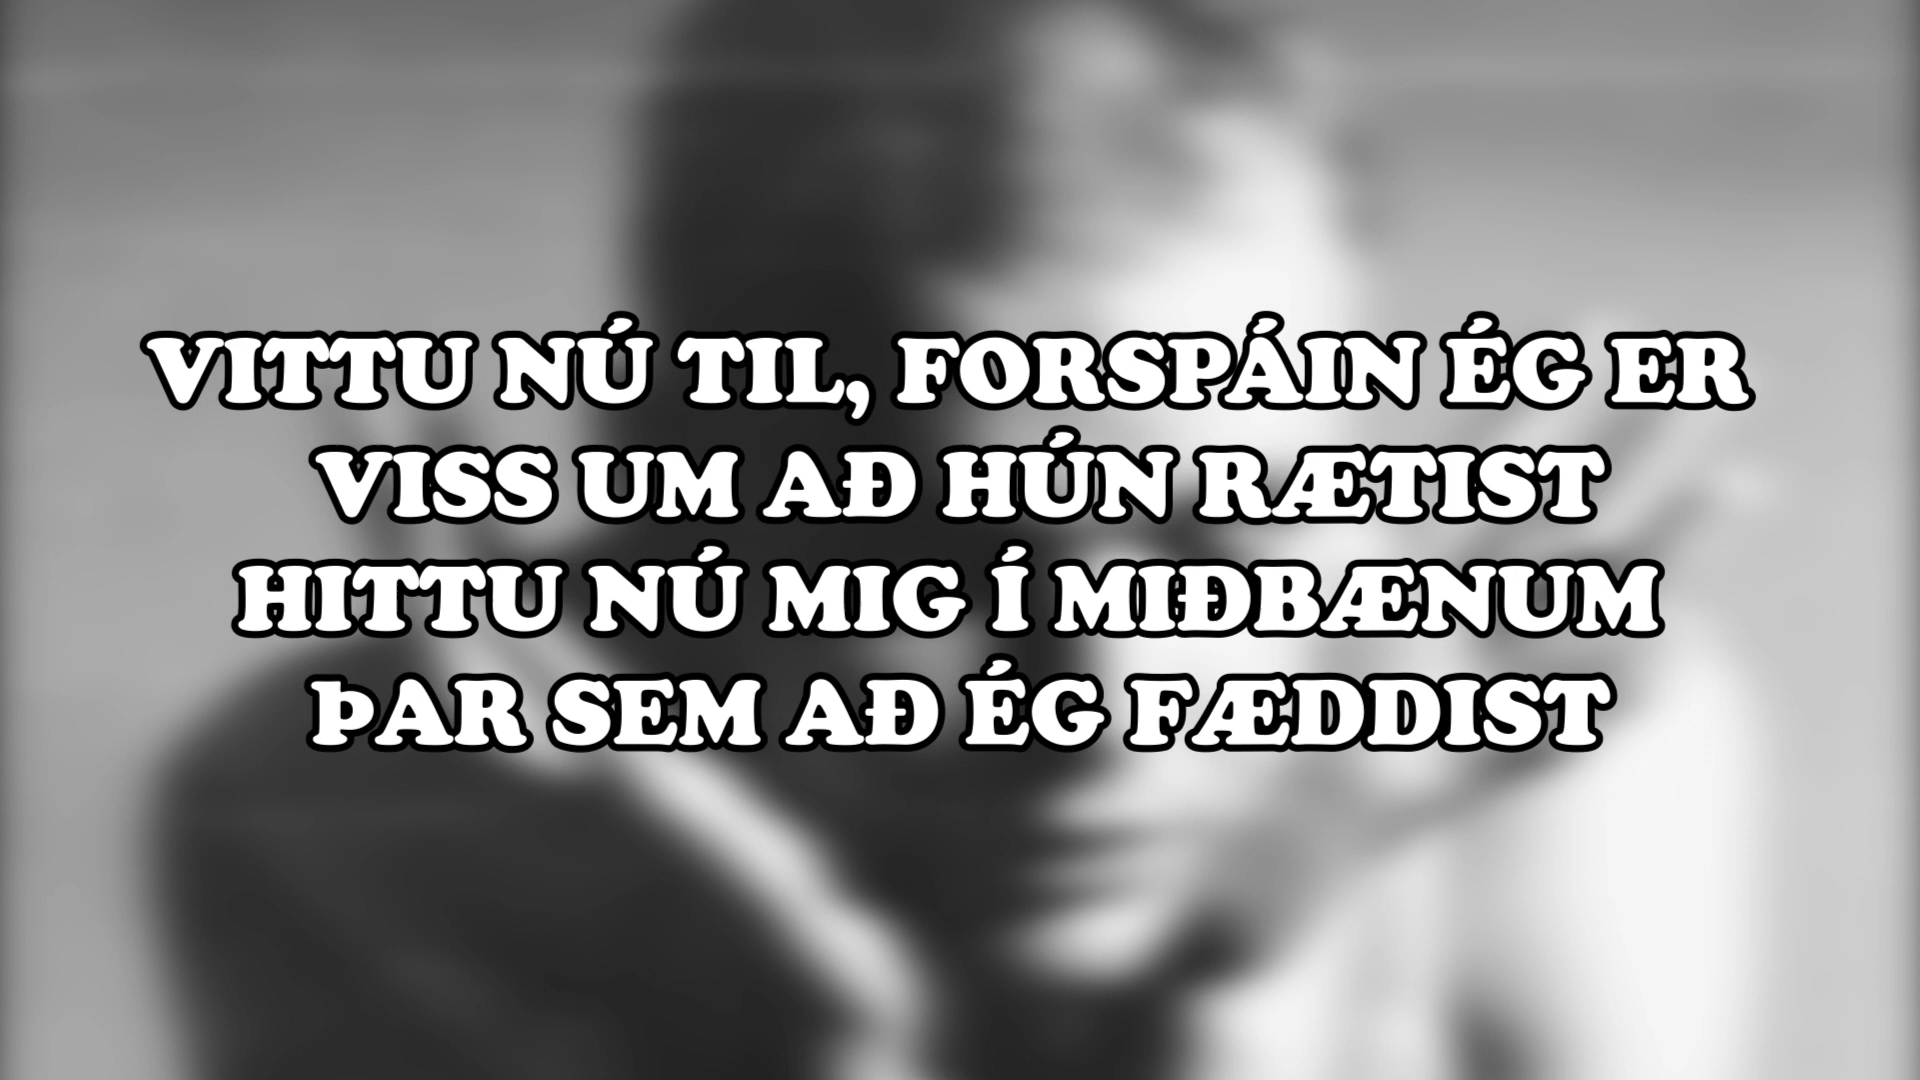 VITTU NÚ TIL, FORSPÁIN ÉG ER
VISS UM AÐ HÚN RÆTIST
HITTU NÚ MIG Í MIÐBÆNUM
ÞAR SEM AÐ ÉG FÆDDIST